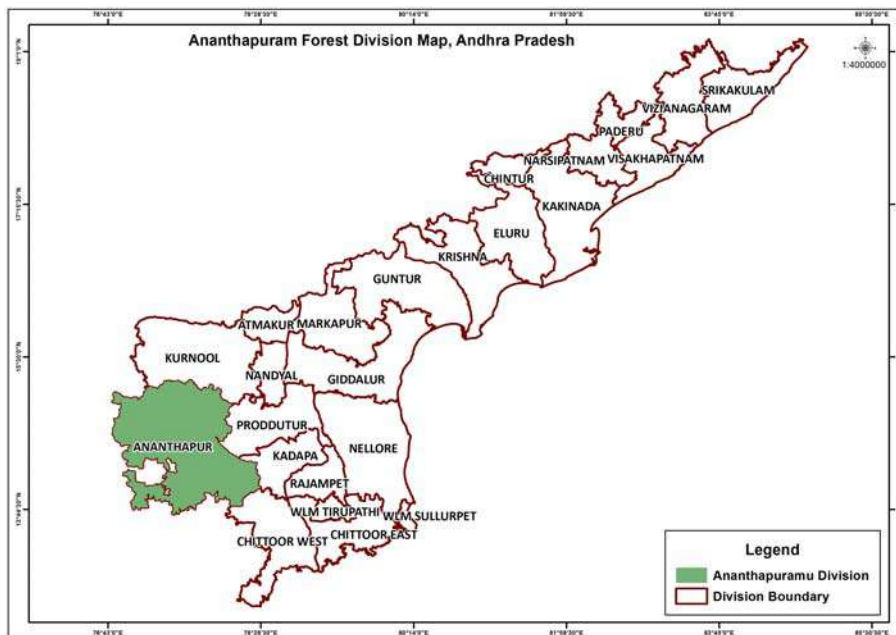 Ananthapuram Forest Division Map, Andhra Pradesh
1:4000000
SRIKAKULAM
VIZIANAGARAM
PADERU
NARSIPATNAM
VISAKHAPATNAM
CHINTUR
KAKINADA
ELURU
KRISHNA
GUNTUR
ATMAKUR
MARKAPUR
KURNOOL
NANDYAL
GIDDALUR
PRODDUTUR
ANANTHAPUR
NELLORE
KADAPA
RAJAMPET
WLM TIRUPATHI
WLM SULLURPET
CHITTOOR WEST
CHITTOOR EAST
Legend
Ananthapuramu Division
Division Boundary